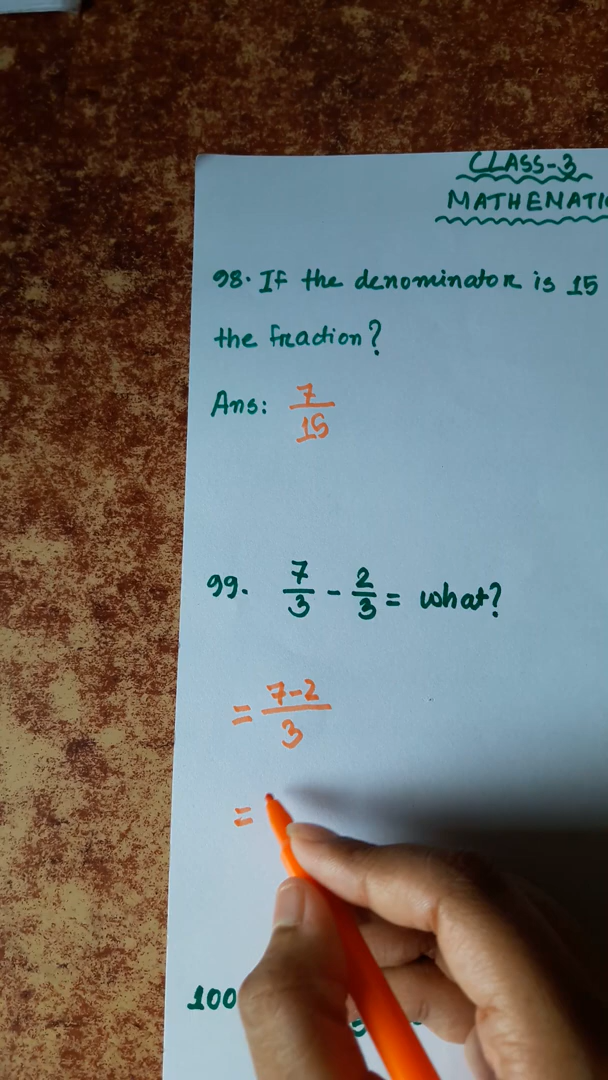 CLASS-3
98. If the denominator is 15
the fraction?
Ans: 7/15
99. 7/3 - 2/3 = what?
= 7-2/3
=
100